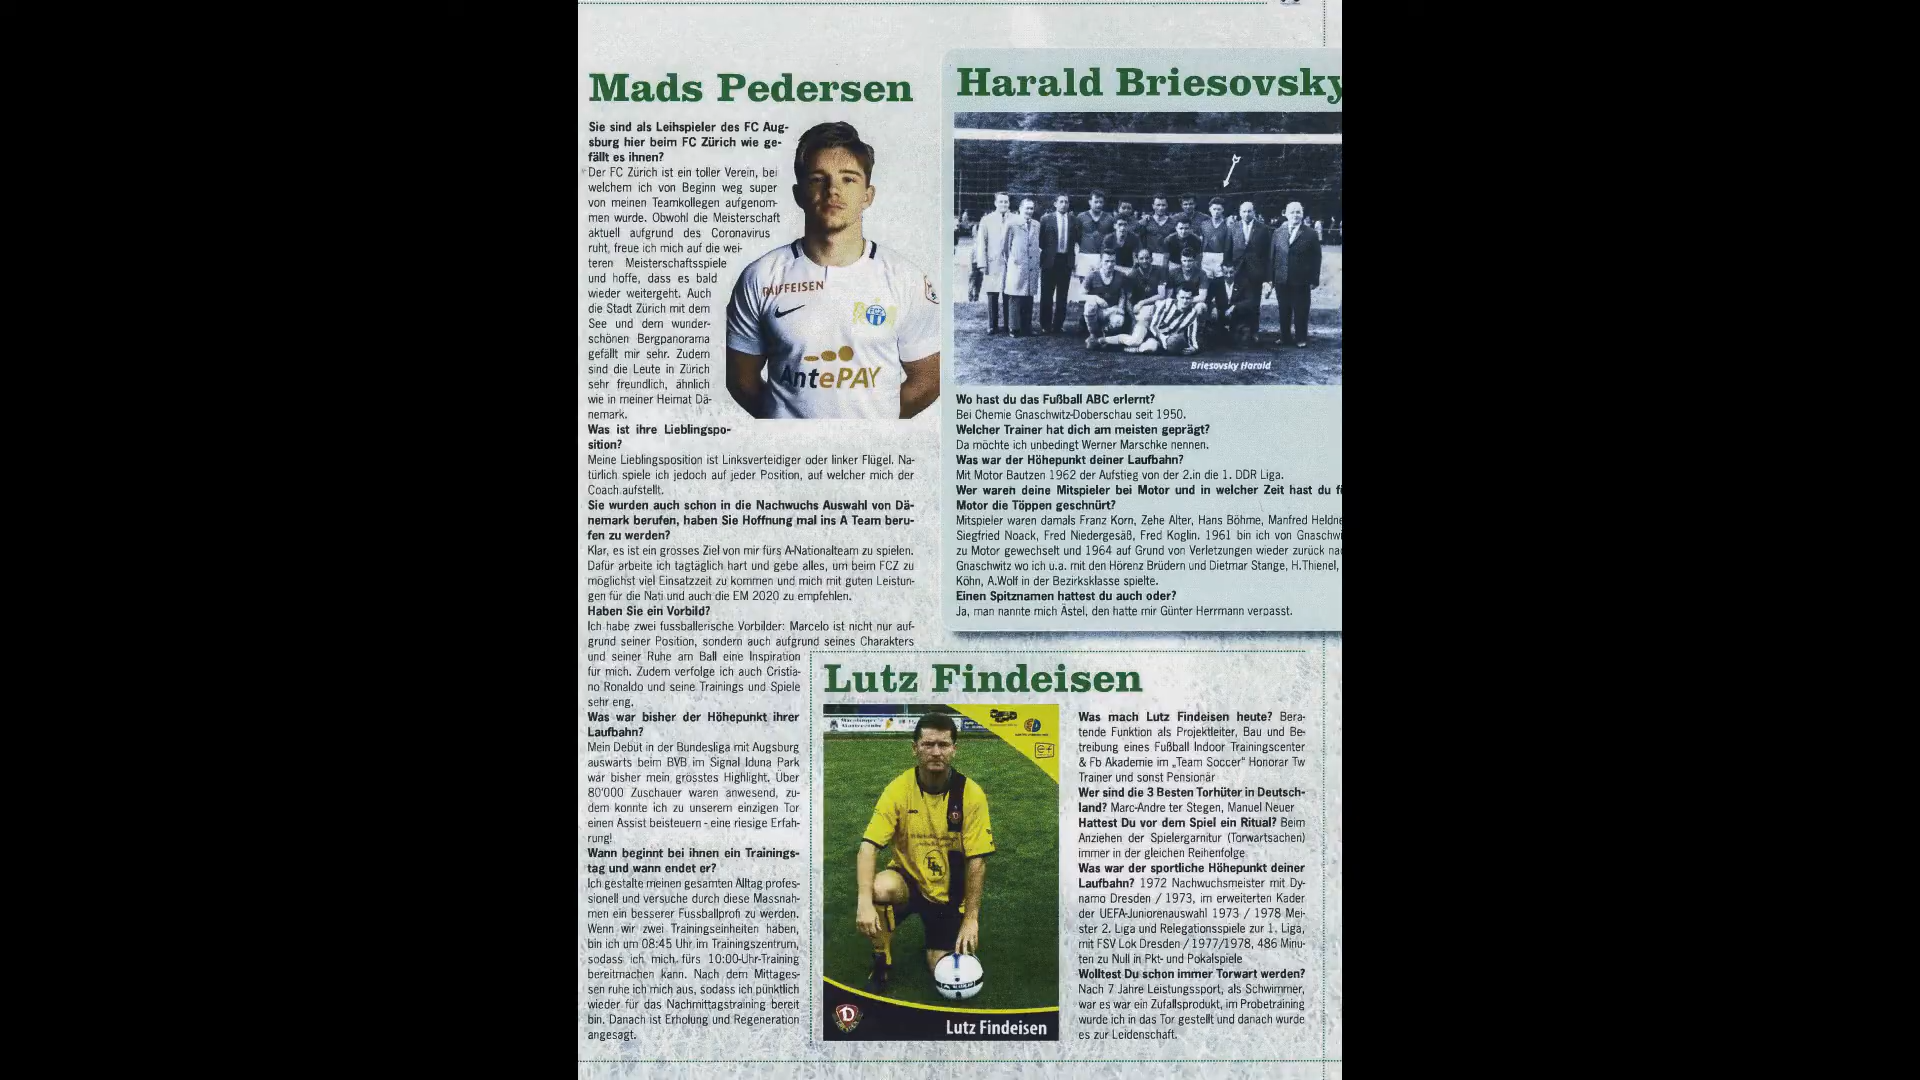 Mads Pedersen
Sie sind als Leihspieler des FC Aug-
sburg hier beim FC Zürich wie ge-
fällt es ihnen?
Der FC Zürich ist ein toller Verein, bei
welchem ich von Beginn weg super
von meinen Teamkollegen aufgenom-
men wurde. Obwohl die Meisterschaft
aktuell aufgrund des Coronavirus
ruht, freue ich mich auf die wei-
teren Meisterschaftsspiele
und hoffe, dass es bald
wieder weitergeht. Auch
die Stadt Zürich mit dem
See und dem wunder-
schönen Bergpanorama
gefällt mir sehr. Zudem
sind die Leute in Zürich
sehr freundlich, ähnlich
wie in meiner Heimat Dä-
nemark.
Was ist ihre Lieblingspo-
sition?
Meine Lieblingsposition ist Linksverteidiger oder linker Flügel. Na-
türlich spiele ich jedoch auf jeder Position, auf welcher mich der
Coach aufstellt.
Sie wurden auch schon in die Nachwuchs Auswahl von Dä-
nemark berufen, haben Sie Hoffnung mal ins A Team beru-
fen zu werden?
Klar, es ist ein grosses Ziel von mir fürs A-Nationalteam zu spielen.
Dafür arbeite ich tagtäglich hart und gebe alles, um beim FCZ zu
möglichst viel Einsatzzeit zu kommen und mich mit guten Leistun-
gen für die Nati und auch die EM 2020 zu empfehlen.
Haben Sie ein Vorbild?
Ich habe zwei fussballerische Vorbilder: Marcelo ist nicht nur auf-
grund seiner Position, sondern auch aufgrund seines Charakters
und seiner Ruhe am Ball eine Inspiration
für mich. Zudem verfolge ich auch Cristia-
no Ronaldo und seine Trainings und Spiele
sehr eng.
Was war bisher der Höhepunkt ihrer
Laufbahn?
Mein Debüt in der Bundesliga mit Augsburg
auswärts beim BVB im Signal Iduna Park
war bisher mein grösstes Highlight. Über
80'000 Zuschauer waren anwesend, zu-
dem konnte ich zu unserem einzigen Tor
einen Assist beisteuern - eine riesige Erfah-
rung!
Wann beginnt bei ihnen ein Trainings-
tag und wann endet er?
Ich gestalte meinen gesamten Alltag profes-
sionell und versuche durch diese Massnah-
men ein besserer Fussballprofi zu werden.
Wenn wir zwei Trainingseinheiten haben,
bin ich um 08:45 Uhr im Trainingszentrum,
sodass ich mich fürs 10:00-Uhr-Training
bereitmachen kann. Nach dem Mittages-
sen ruhe ich mich aus, sodass ich pünktlich
wieder für das Nachmittagstraining bereit
bin. Danach ist Erholung und Regeneration
angesagt.
RAIFFEISEN
FCZ
AntePAY
Harald Briesovsky
Briesovsky Harald
Wo hast du das Fußball ABC erlernt?
Bei Chemie Gnaschwitz-Doberschau seit 1950.
Welcher Trainer hat dich am meisten geprägt?
Da möchte ich unbedingt Werner Marschke nennen.
Was war der Höhepunkt deiner Laufbahn?
Mit Motor Bautzen 1962 der Aufstieg von der 2.in die 1. DDR Liga.
Wer waren deine Mitspieler bei Motor und in welcher Zeit hast du
Motor die Töppen geschnürt?
Mitspieler waren damals Franz Korn, Zehe Alter, Hans Böhme, Manfred Heldne
Siegfried Noack, Fred Niedergesäß, Fred Koglin. 1961 bin ich von Gnaschwi
zu Motor gewechselt und 1964 auf Grund von Verletzungen wieder zurück na
Gnaschwitz wo ich u.a. mit den Hörenz Brüdern und Dietmar Stange, H.Thienel,
Köhn, A.Wolf in der Bezirksklasse spielte.
Einen Spitznamen hattest du auch oder?
Ja, man nannte mich Ästel, den hatte mir Günter Herrmann verpasst.
Lutz Findeisen
D
Lutz Findeisen
Was mach Lutz Findeisen heute? Bera-
tende Funktion als Projektleiter, Bau und Be-
treibung eines Fußball Indoor Trainingscenter
& Fb Akademie im „Team Soccer" Honorar Tw
Trainer und sonst Pensionär
Wer sind die 3 Besten Torhüter in Deutsch-
land? Marc-Andre ter Stegen, Manuel Neuer
Hattest Du vor dem Spiel ein Ritual? Beim
Anziehen der Spielergarnitur (Torwartsachen)
immer in der gleichen Reihenfolge
Was war der sportliche Höhepunkt deiner
Laufbahn? 1972 Nachwuchsmeister mit Dy-
namo Dresden / 1973, im erweiterten Kader
der UEFA-Juniorenauswahl 1973 / 1978 Mei-
ster 2. Liga und Relegationsspiele zur 1. Liga,
mit FSV Lok Dresden / 1977/1978, 486 Minu-
ten zu Null in Pkt- und Pokalspiele
Wolltest Du schon immer Torwart werden?
Nach 7 Jahre Leistungssport, als Schwimmer,
war es war ein Zufallsprodukt, im Probetraining
wurde ich in das Tor gestellt und danach wurde
es zur Leidenschaft.